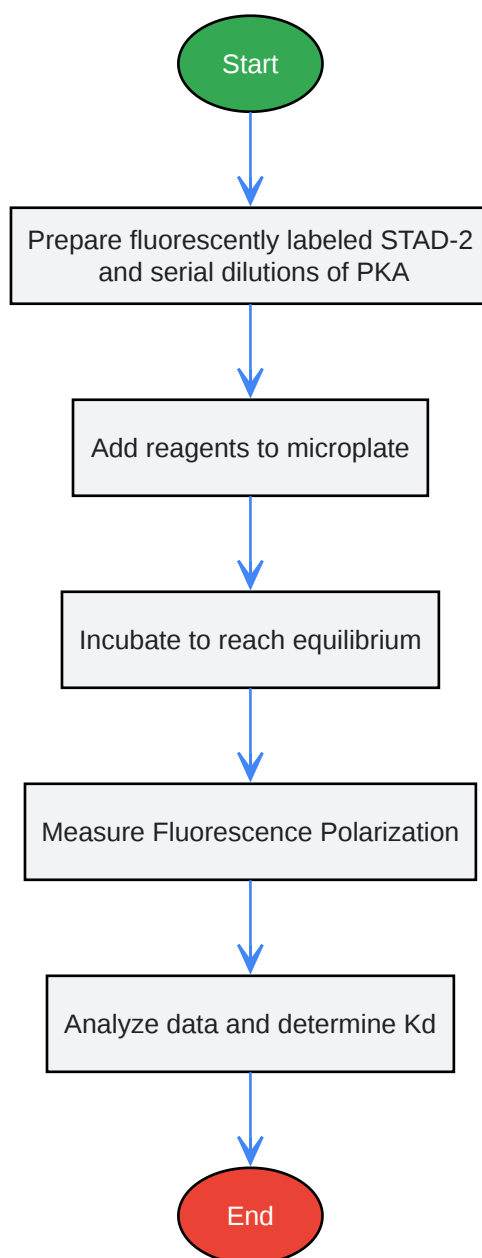 Start
Prepare fluorescently labeled STAD-2
and serial dilutions of PKA
Add reagents to microplate
Incubate to reach equilibrium
Measure Fluorescence Polarization
Analyze data and determine Kd
End